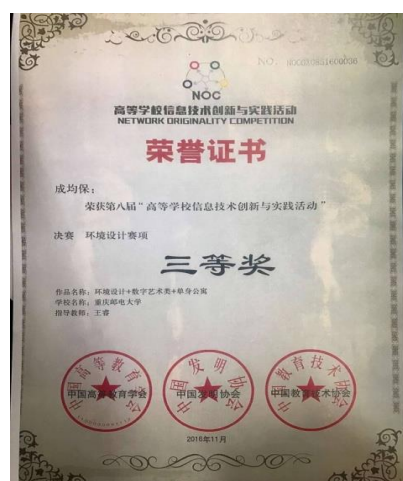 NOC
高等学校信息技术创新与实践活动
NETWORK ORIGINALITY COMPETITION
荣誉证书
成均保：
荣获第八届“高等学校信息技术创新与实践活动”
决赛 环境设计赛项
三等奖
作品名称：环境设计+数字艺术类+单身公寓
学校名称：重庆邮电大学
指导教师：王睿
中国高等教育学会
中国发明协会
中国教育技术协会
2016年11月